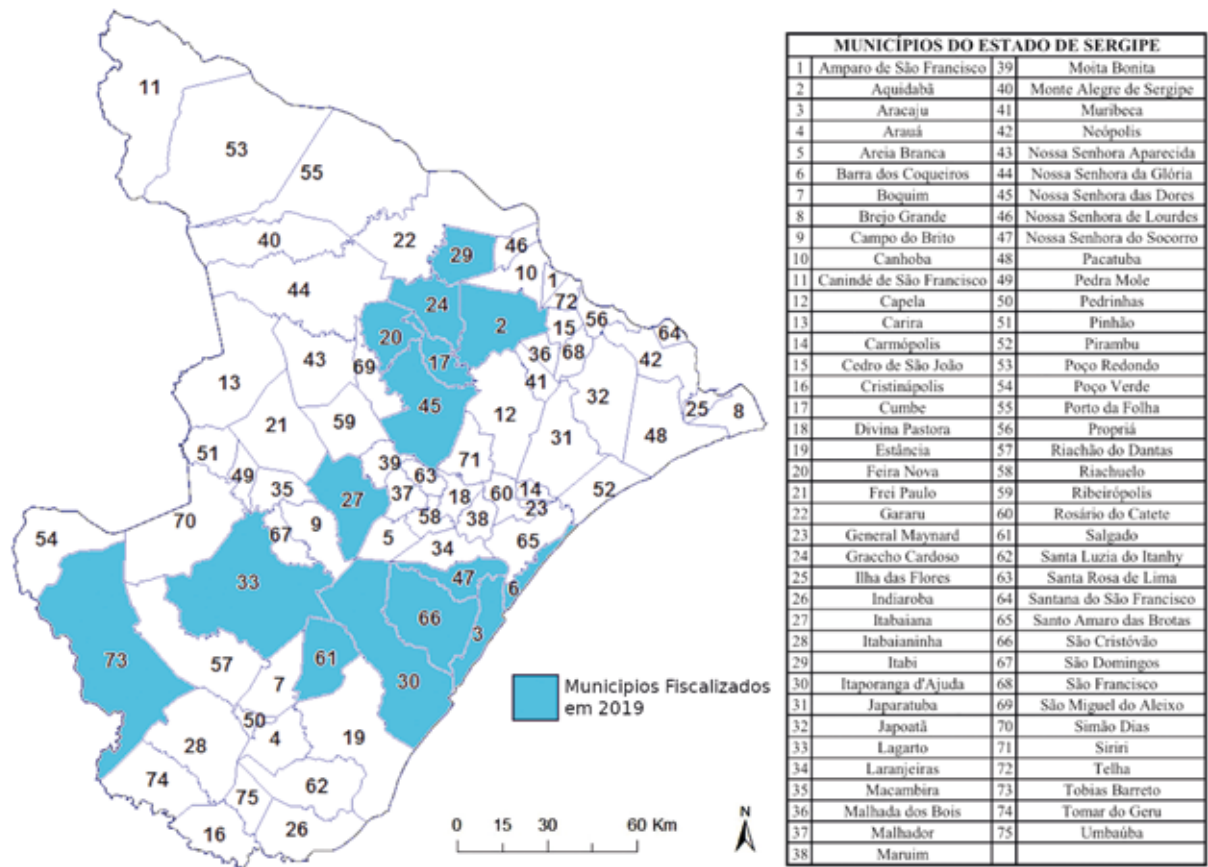 11
53
55
40
22
29
46
10
1
44
24
72
2
56
20
15
64
43
17
36
68
42
69
13
41
32
45
25
8
12
59
21
31
48
51
39
71
49
63
35
27
37
60
14
52
18
23
70
9
58
38
67
5
54
34
65
33
47
6
66
3
73
57
61
7
30
50
4
19
28
74
62
75
16
26
Municípios Fiscalizados
em 2019
N
0 15 30 60 Km
MUNICÍPIOS DO ESTADO DE SERGIPE
1 Amparo de São Francisco 39 Moita Bonita
2 Aquidabã 40 Monte Alegre de Sergipe
3 Aracaju 41 Muribeca
4 Arauá 42 Neópolis
5 Areia Branca 43 Nossa Senhora Aparecida
6 Barra dos Coqueiros 44 Nossa Senhora da Glória
7 Boquim 45 Nossa Senhora das Dores
8 Brejo Grande 46 Nossa Senhora de Lourdes
9 Campo do Brito 47 Nossa Senhora do Socorro
10 Canhoba 48 Pacatuba
11 Canindé de São Francisco 49 Pedra Mole
12 Capela 50 Pedrinhas
13 Carira 51 Pinhão
14 Carmópolis 52 Pirambu
15 Cedro de São João 53 Poço Redondo
16 Cristinápolis 54 Poço Verde
17 Cumbe 55 Porto da Folha
18 Divina Pastora 56 Propriá
19 Estância 57 Riachão do Dantas
20 Feira Nova 58 Riachuelo
21 Frei Paulo 59 Ribeirópolis
22 Gararu 60 Rosário do Catete
23 General Maynard 61 Salgado
24 Graccho Cardoso 62 Santa Luzia do Itanhy
25 Ilha das Flores 63 Santa Rosa de Lima
26 Indiaroba 64 Santana do São Francisco
27 Itabaiana 65 Santo Amaro das Brotas
28 Itabaianinha 66 São Cristóvão
29 Itabi 67 São Domingos
30 Itaporanga d'Ajuda 68 São Francisco
31 Japaratuba 69 São Miguel do Aleixo
32 Japoatã 70 Simão Dias
33 Lagarto 71 Siriri
34 Laranjeiras 72 Telha
35 Macambira 73 Tobias Barreto
36 Malhada dos Bois 74 Tomar do Geru
37 Malhador 75 Umbaúba
38 Maruim